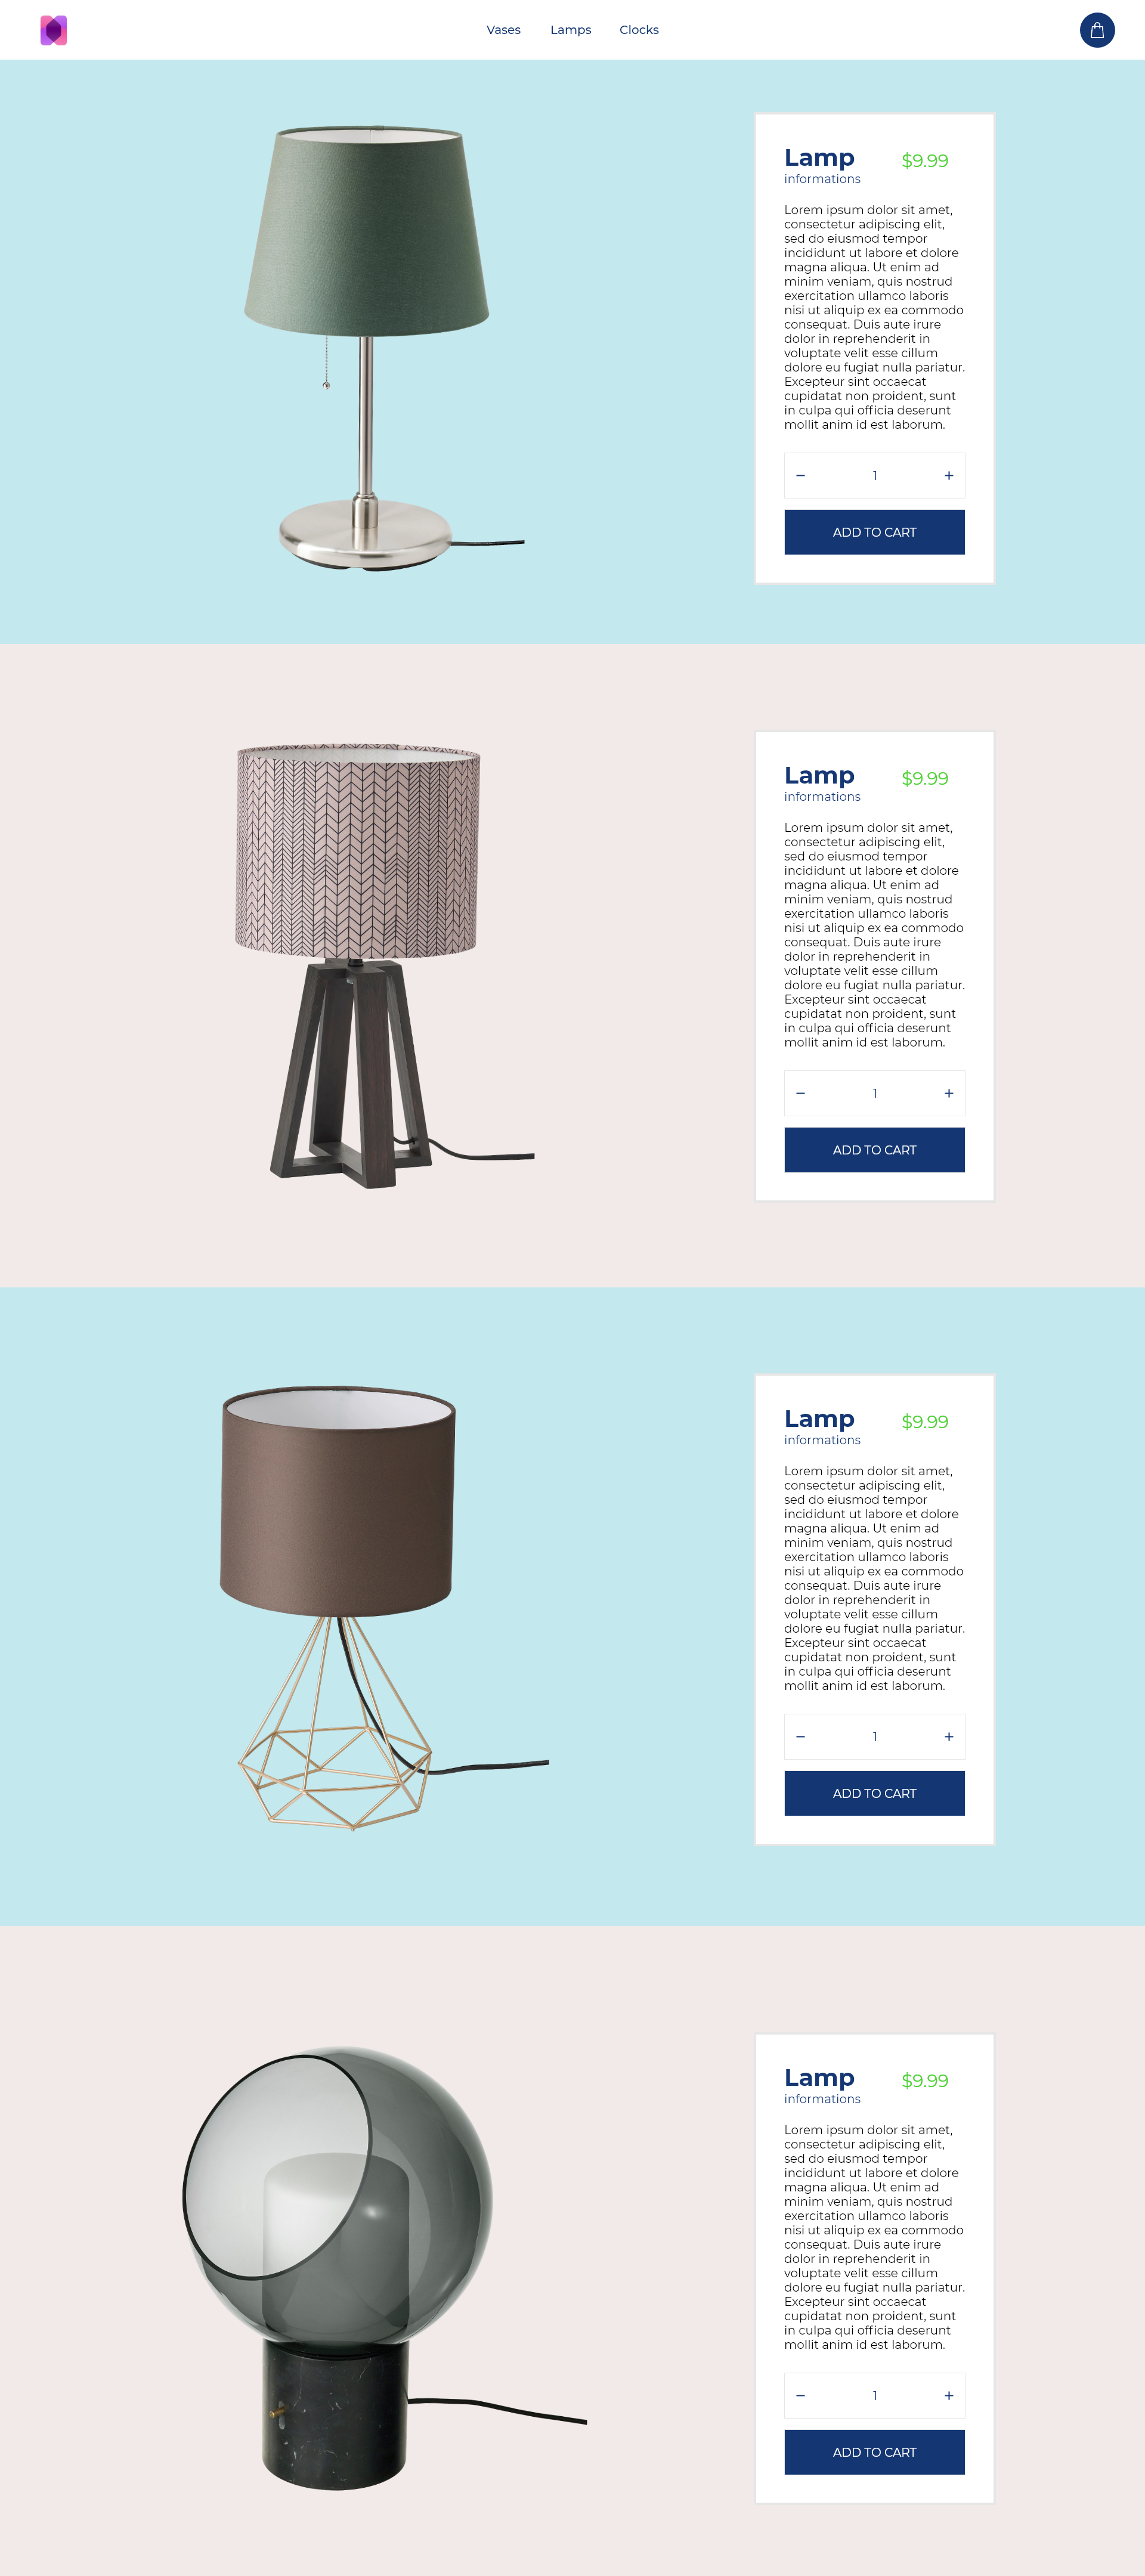 Vases Lamps Clocks
Lamp $9.99
informations
Lorem ipsum dolor sit amet,
consectetur adipiscing elit,
sed do eiusmod tempor
incididunt ut labore et dolore
magna aliqua. Ut enim ad
minim veniam, quis nostrud
exercitation ullamco laboris
nisi ut aliquip ex ea commodo
consequat. Duis aute irure
dolor in reprehenderit in
voluptate velit esse cillum
dolore eu fugiat nulla pariatur.
Excepteur sint occaecat
cupidatat non proident, sunt
in culpa qui officia deserunt
mollit anim id est laborum.
− 1 +
ADD TO CART
Lamp $9.99
informations
Lorem ipsum dolor sit amet,
consectetur adipiscing elit,
sed do eiusmod tempor
incididunt ut labore et dolore
magna aliqua. Ut enim ad
minim veniam, quis nostrud
exercitation ullamco laboris
nisi ut aliquip ex ea commodo
consequat. Duis aute irure
dolor in reprehenderit in
voluptate velit esse cillum
dolore eu fugiat nulla pariatur.
Excepteur sint occaecat
cupidatat non proident, sunt
in culpa qui officia deserunt
mollit anim id est laborum.
− 1 +
ADD TO CART
Lamp $9.99
informations
Lorem ipsum dolor sit amet,
consectetur adipiscing elit,
sed do eiusmod tempor
incididunt ut labore et dolore
magna aliqua. Ut enim ad
minim veniam, quis nostrud
exercitation ullamco laboris
nisi ut aliquip ex ea commodo
consequat. Duis aute irure
dolor in reprehenderit in
voluptate velit esse cillum
dolore eu fugiat nulla pariatur.
Excepteur sint occaecat
cupidatat non proident, sunt
in culpa qui officia deserunt
mollit anim id est laborum.
− 1 +
ADD TO CART
Lamp $9.99
informations
Lorem ipsum dolor sit amet,
consectetur adipiscing elit,
sed do eiusmod tempor
incididunt ut labore et dolore
magna aliqua. Ut enim ad
minim veniam, quis nostrud
exercitation ullamco laboris
nisi ut aliquip ex ea commodo
consequat. Duis aute irure
dolor in reprehenderit in
voluptate velit esse cillum
dolore eu fugiat nulla pariatur.
Excepteur sint occaecat
cupidatat non proident, sunt
in culpa qui officia deserunt
mollit anim id est laborum.
− 1 +
ADD TO CART